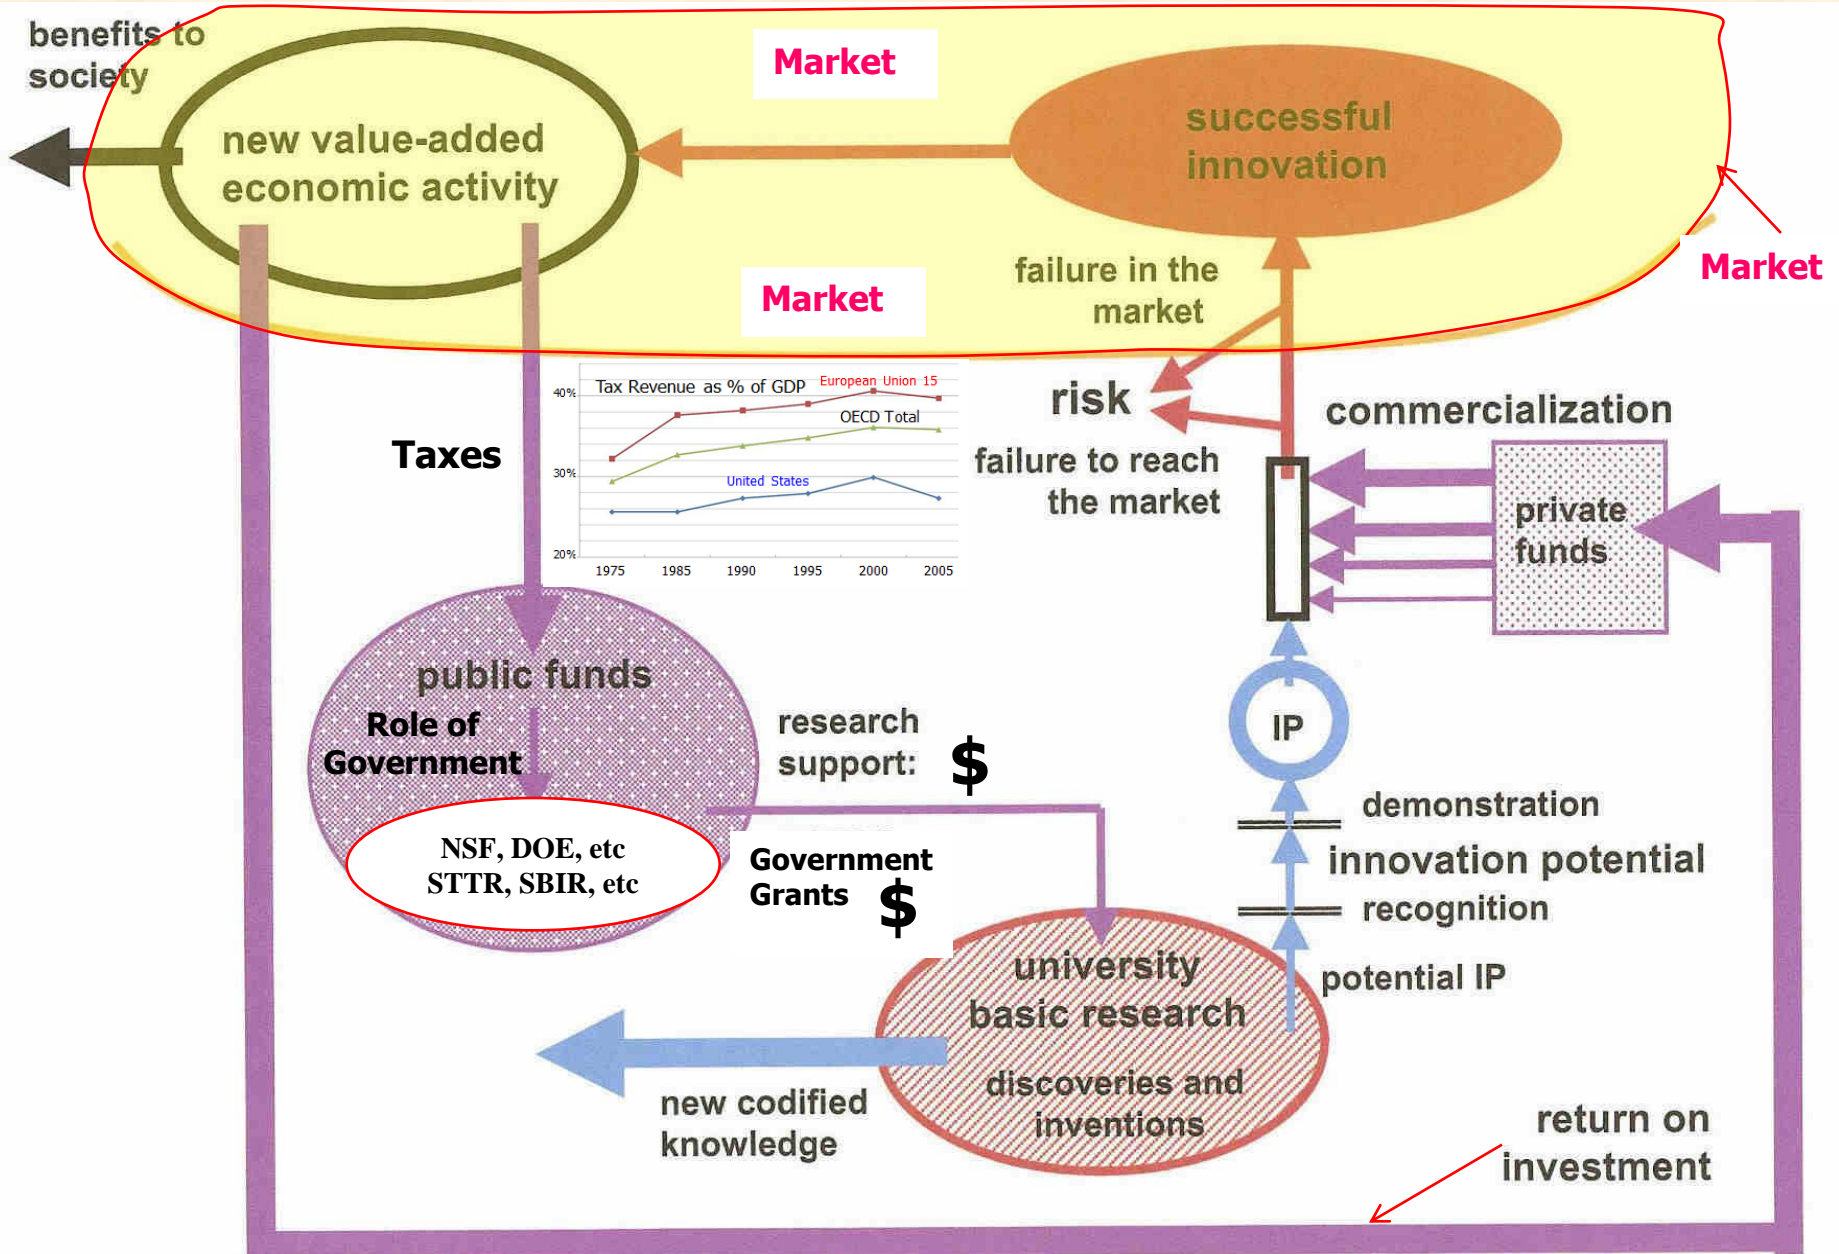 benefits to
society
Market
new value-added
economic activity
successful
innovation
Market
failure in the
market
Market
Taxes
Tax Revenue as % of GDP
European Union 15
OECD Total
United States
40%
30%
20%
1975 1985 1990 1995 2000 2005
risk
failure to reach
the market
commercialization
private
funds
public funds
Role of
Government
NSF, DOE, etc
STTR, SBIR, etc
research
support: $
Government
Grants $
IP
demonstration
innovation potential
recognition
potential IP
university
basic research
discoveries and
inventions
new codified
knowledge
return on
investment